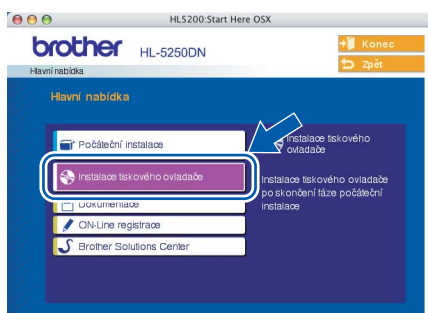 HL5200:Start Here OSX
brother HL-5250DN
Konec
Zpět
Hlavní nabídka
Hlavní nabídka
Počáteční instalace
Instalace tiskového ovladače
Dokumentace
ON-Line registrace
Brother Solutions Center
Instalace tiskového
ovladače
Instalace tiskového ovladače
po skončení fáze počáteční
instalace